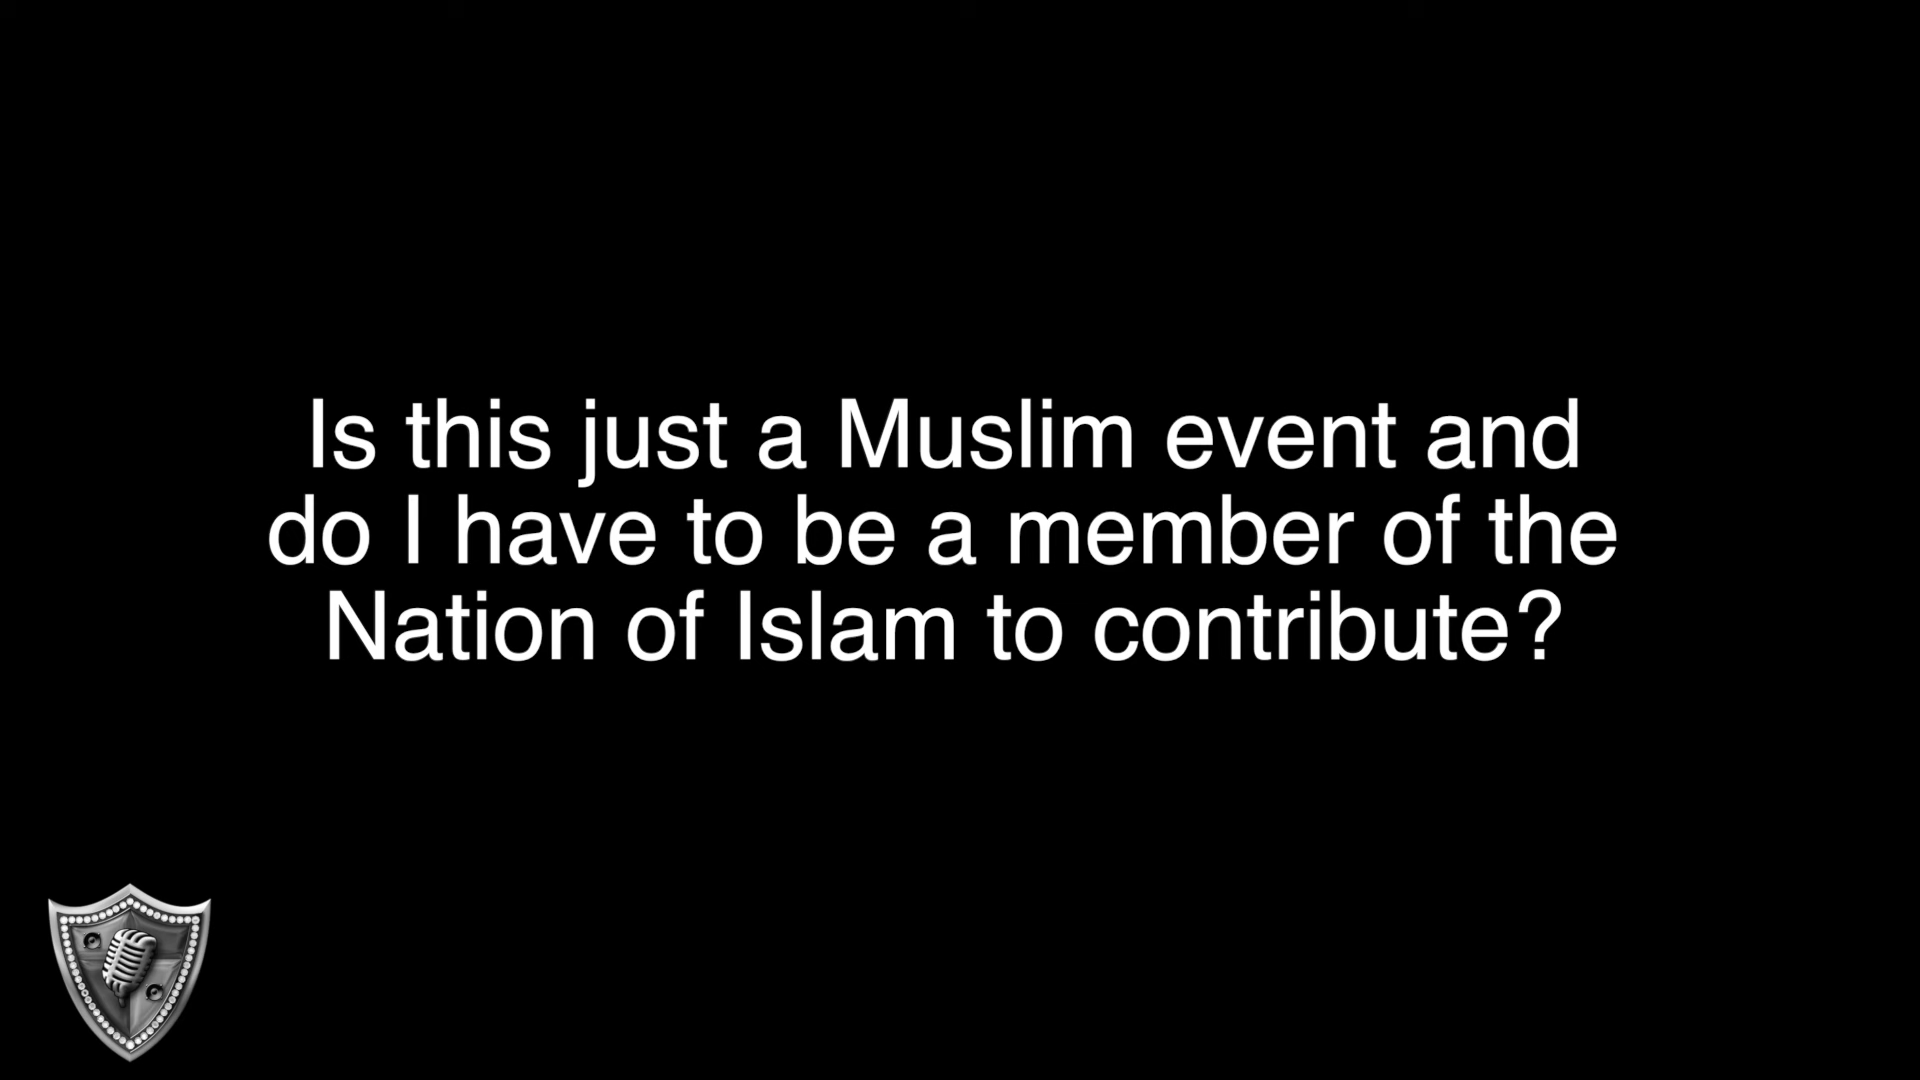 Is this just a Muslim event and
do I have to be a member of the
Nation of Islam to contribute?